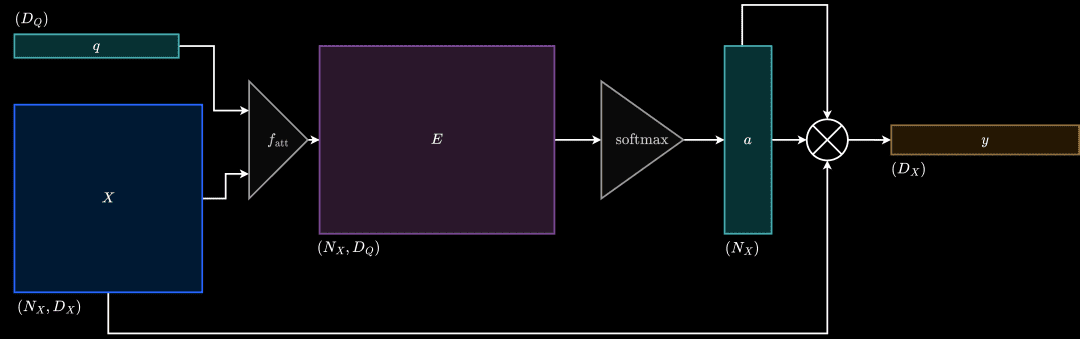 (D_Q)
q
X
(N_X, D_X)
f_att
E
(N_X, D_Q)
softmax
a
(N_X)
y
(D_X)